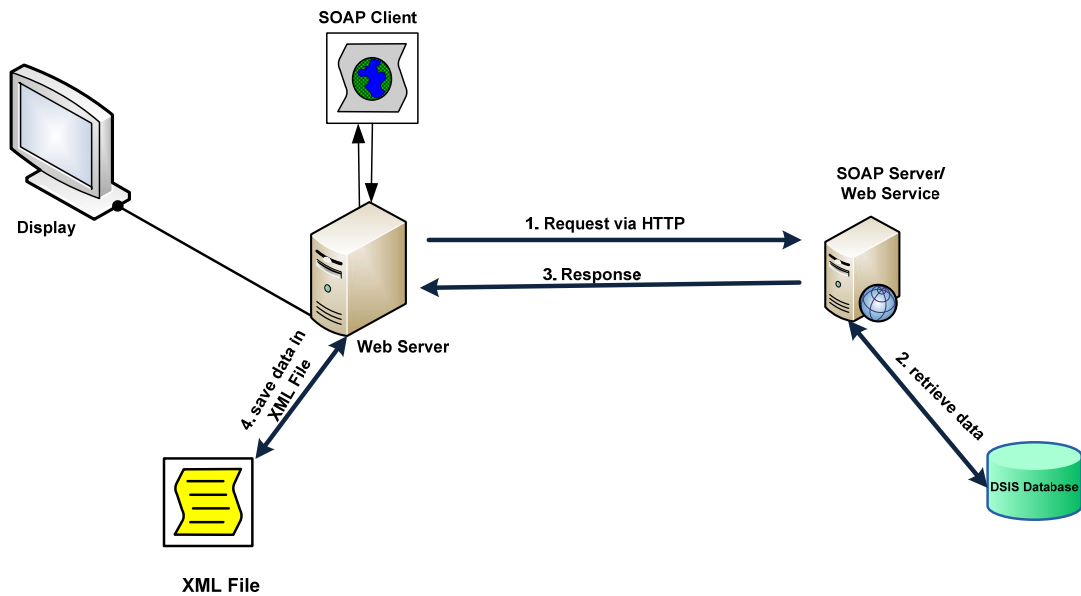 SOAP Client
SOAP Server/
Web Service
Display
1. Request via HTTP
3. Response
Web Server
4. save data in
XML File
2. retrieve data
DSIS Database
XML File